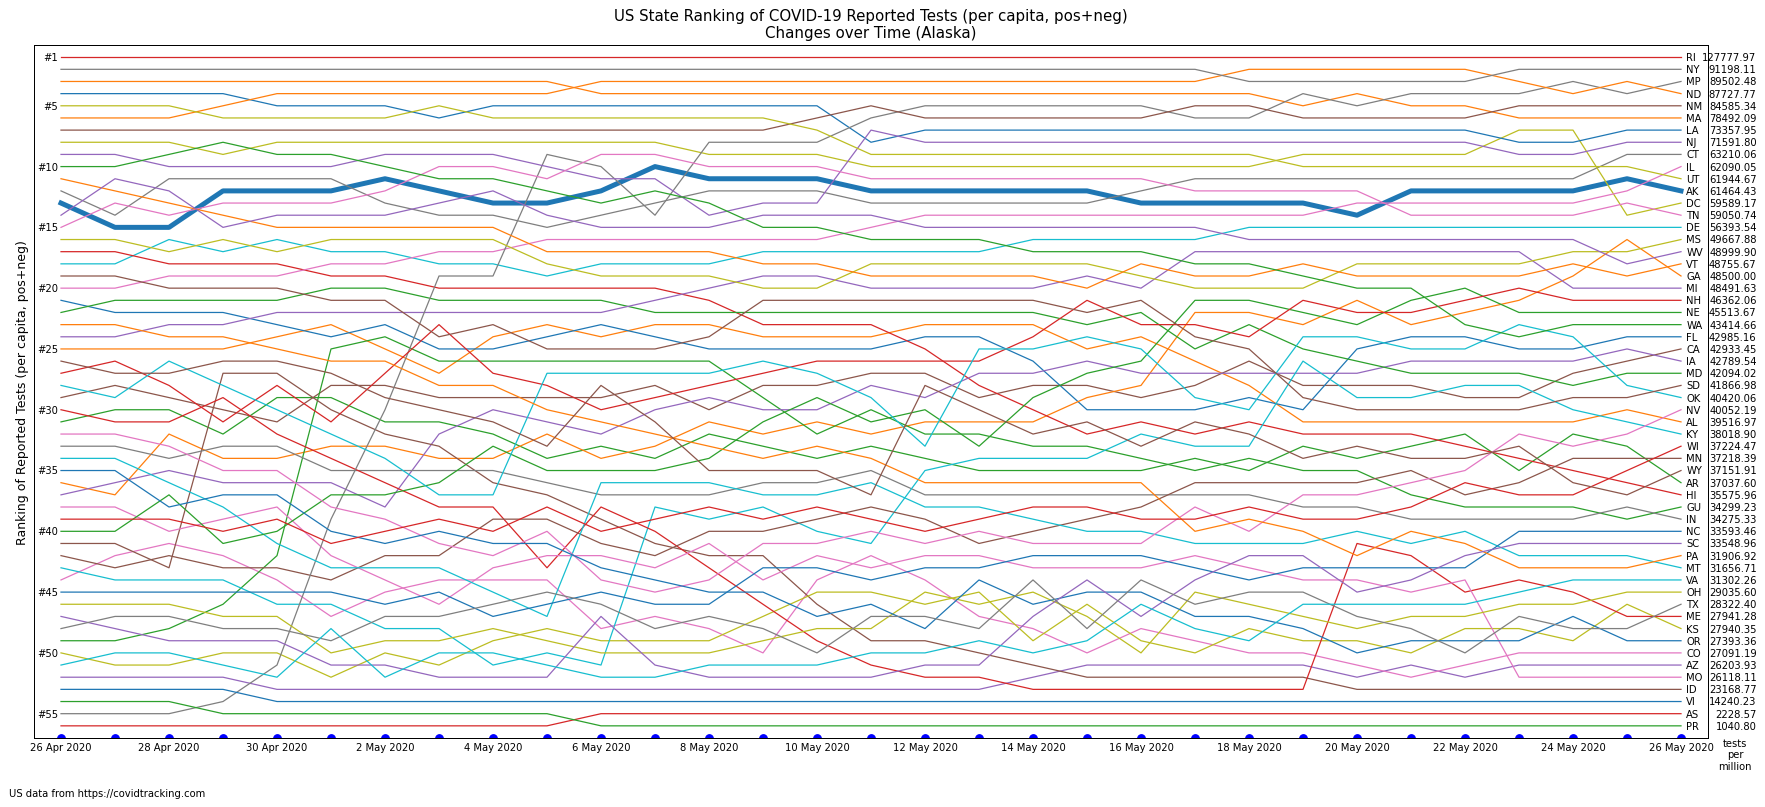 US State Ranking of COVID-19 Reported Tests (per capita, pos+neg)
Changes over Time (Alaska)
Ranking of Reported Tests (per capita, pos+neg)
#1
#5
#10
#15
#20
#25
#30
#35
#40
#45
#50
#55
RI 127777.97
NY 91198.11
MP 89502.48
ND 87727.77
NM 84585.34
MA 78492.09
LA 73357.95
NJ 71591.80
CT 63210.06
IL 62090.05
UT 61944.67
AK 61464.43
DC 59589.17
TN 59050.74
DE 56393.54
MS 49667.88
WV 48999.90
VT 48755.67
GA 48500.00
MI 48491.63
NH 46362.06
NE 45513.67
WA 43414.66
FL 42985.16
CA 42933.45
IA 42789.54
MD 42094.02
SD 41866.98
OK 40420.06
NV 40052.19
AL 39516.97
KY 38018.90
WI 37224.47
MN 37218.39
WY 37151.91
AR 37037.60
HI 35575.96
GU 34299.23
IN 34275.33
NC 33593.46
SC 33548.96
PA 31906.92
MT 31656.71
VA 31302.26
OH 29035.60
TX 28322.40
ME 27941.28
KS 27940.35
OR 27393.36
CO 27091.19
AZ 26203.93
MO 26118.11
ID 23168.77
VI 14240.23
AS 2228.57
PR 1040.80
26 Apr 2020 28 Apr 2020 30 Apr 2020 2 May 2020 4 May 2020 6 May 2020 8 May 2020 10 May 2020 12 May 2020 14 May 2020 16 May 2020 18 May 2020 20 May 2020 22 May 2020 24 May 2020 26 May 2020
tests
per
million
US data from https://covidtracking.com